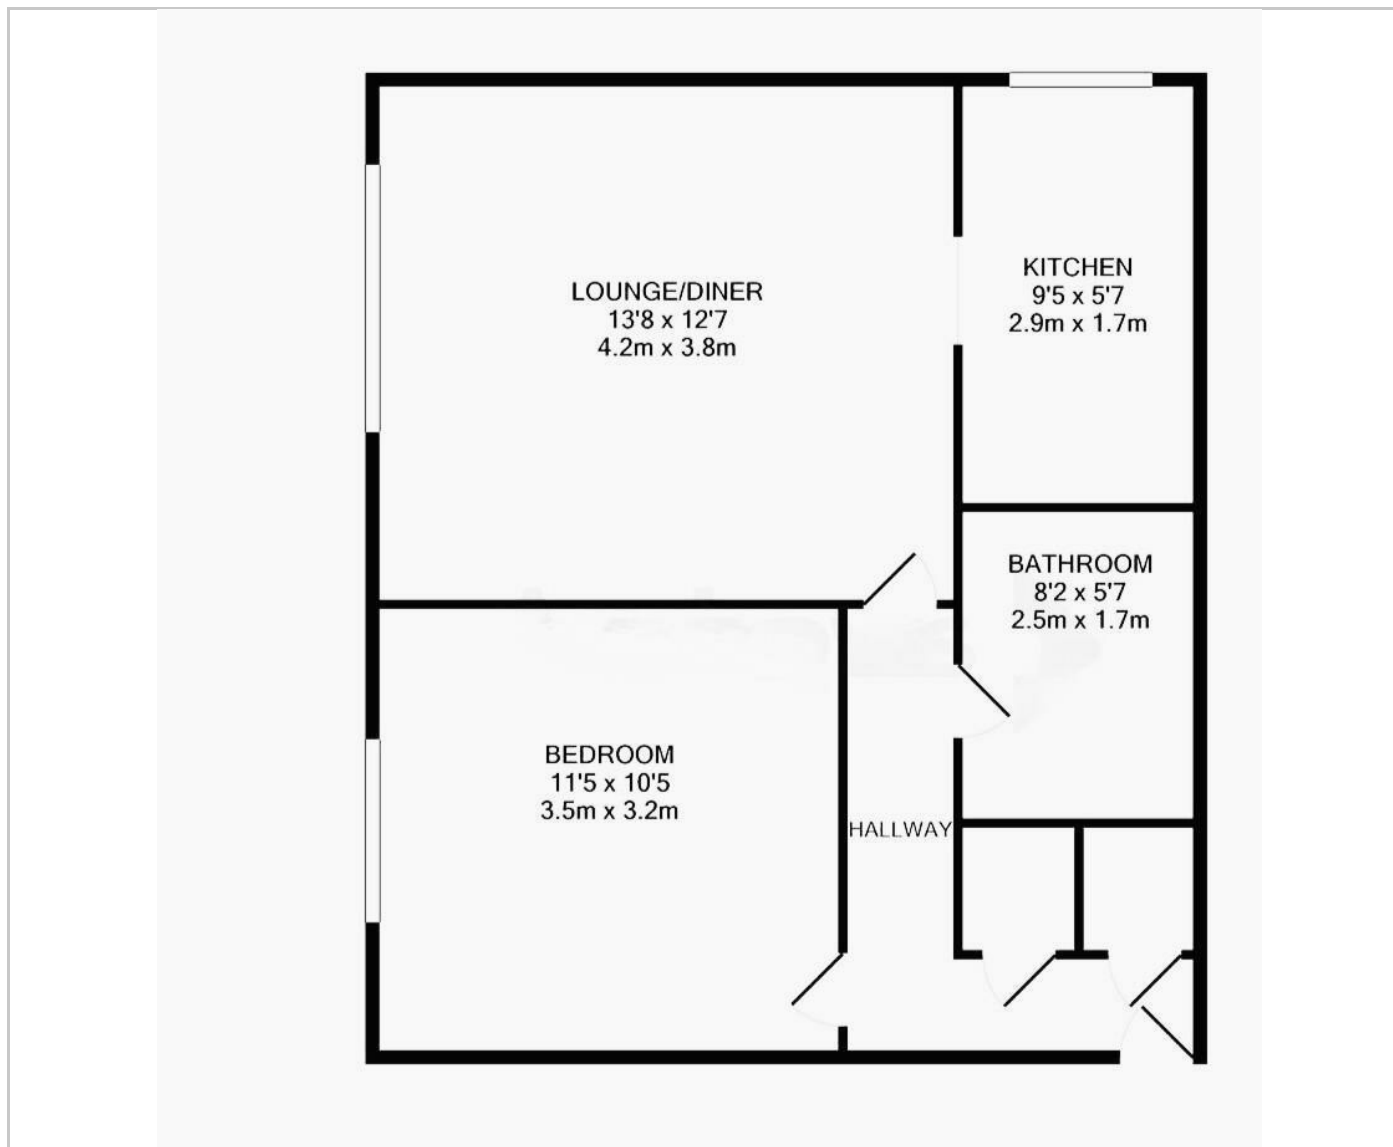 LOUNGE/DINER
13'8 x 12'7
4.2m x 3.8m
KITCHEN
9'5 x 5'7
2.9m x 1.7m
BATHROOM
8'2 x 5'7
2.5m x 1.7m
BEDROOM
11'5 x 10'5
3.5m x 3.2m
HALLWAY